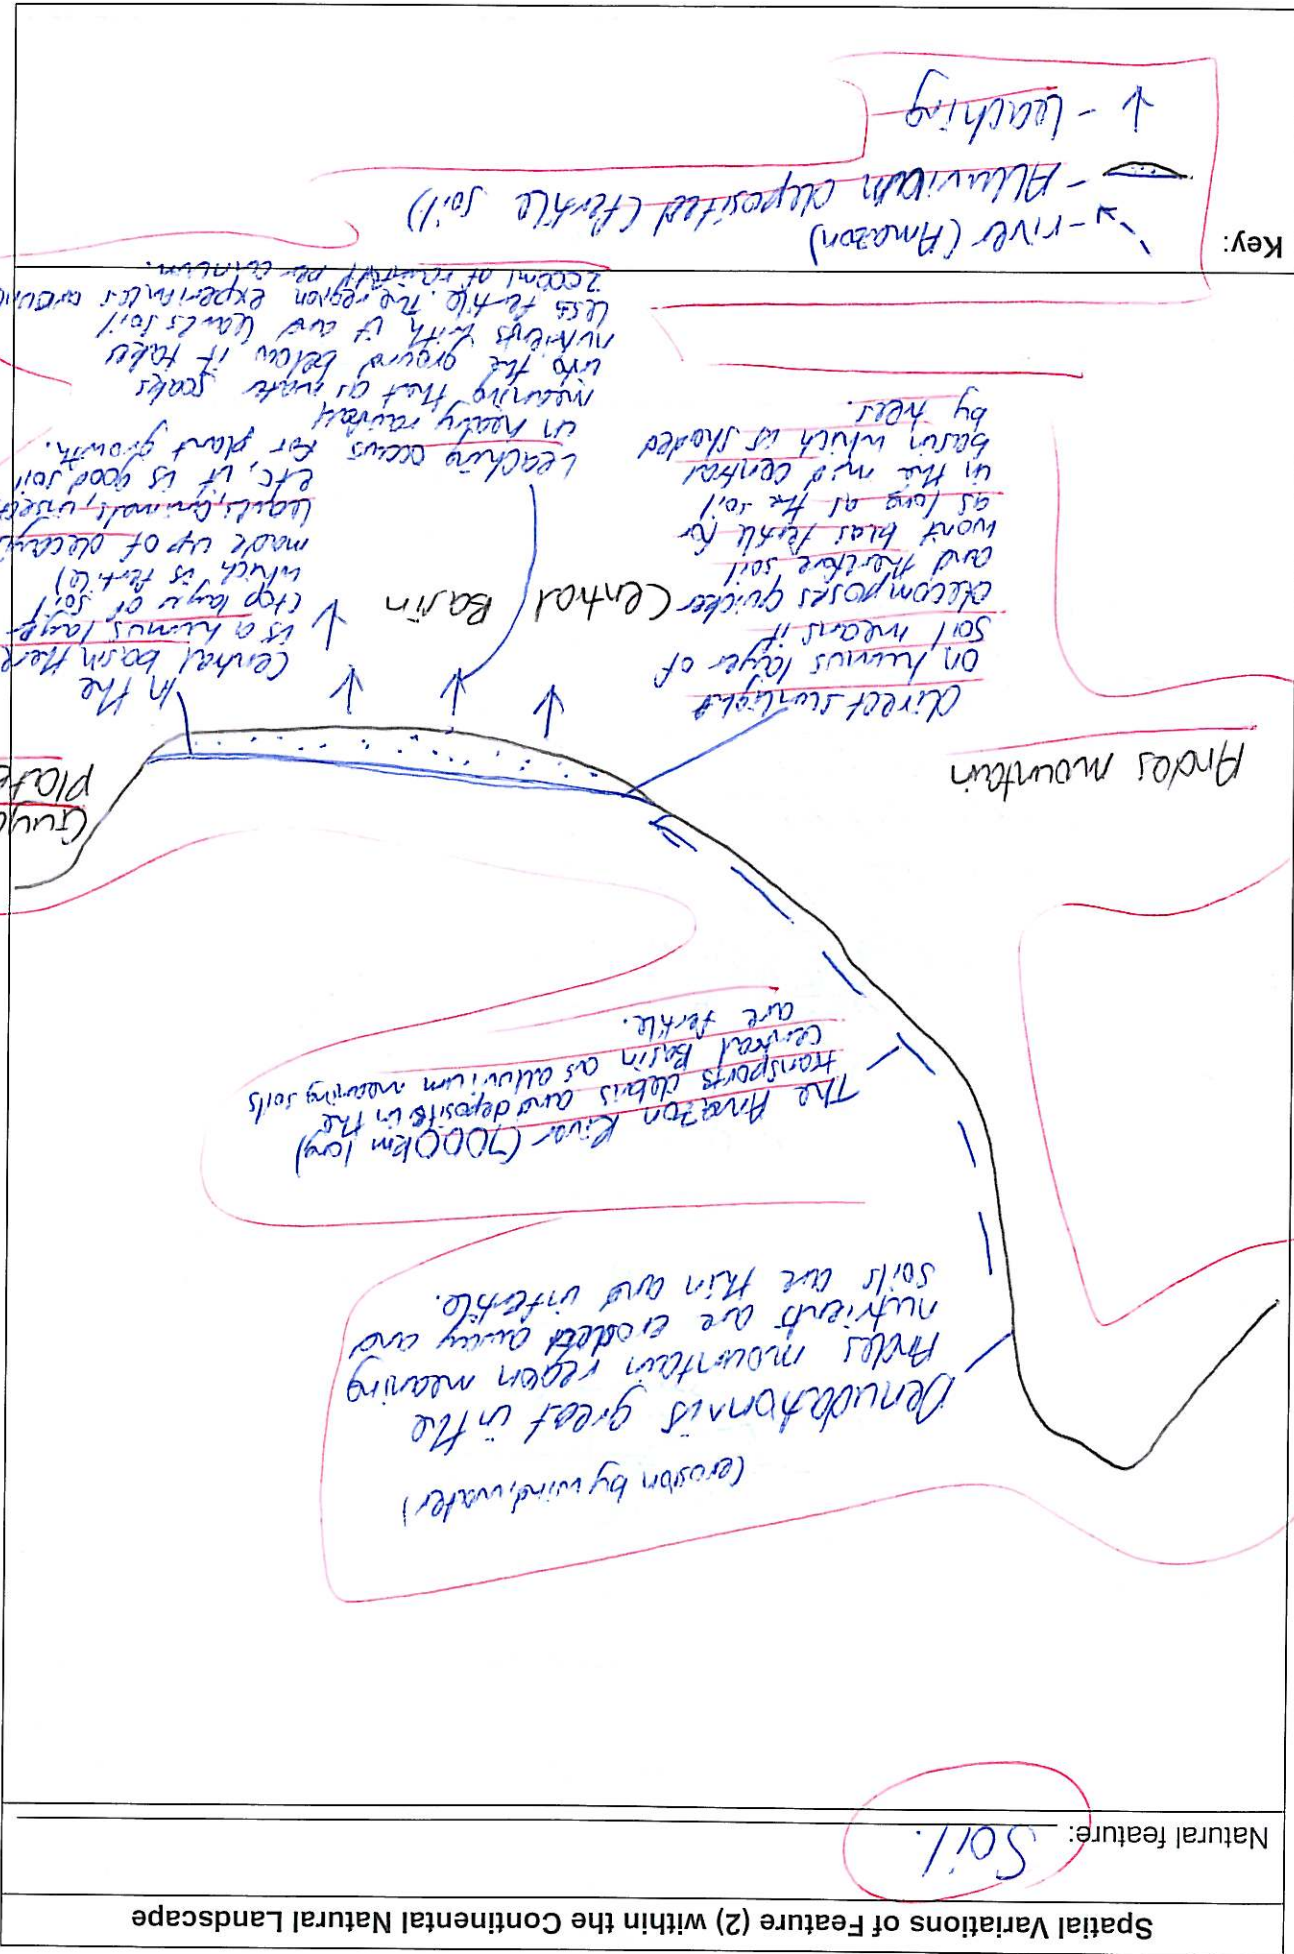 Spatial Variations of Feature (2) within the Continental Natural Landscape
Natural feature: Soil.
(erosion by wind, water)
Denudation is great in the
Andes mountain region meaning
nutrients are eroded away and
soils are thin and infertile.
The Amazon River (7000km long)
transports debris and deposits in the
central Basin as alluvium meaning soils
are fertile.
Andes mountain
direct sunlight
on humus layer of
soil means it
decomposes quicker
and therefore soil
wont be as fertile for
as long as the soil
in the mid central
basin which is shaded
by trees.
Central Basin
Leaching occurs
in heavy rainfall
meaning that as water soaks
into the ground below it takes
nutrients with it and leaves soil
less fertile. The region experiences
2000ml of rainfall per annum.
In the
central basin there
is a humus layer
(top layer of soil
which is fertile)
made up of
leaves, animals,
etc, it is good soil
for plant growth.
Key:
- river (Amazon)
- Alluvium deposited (fertile soil)
- Leaching